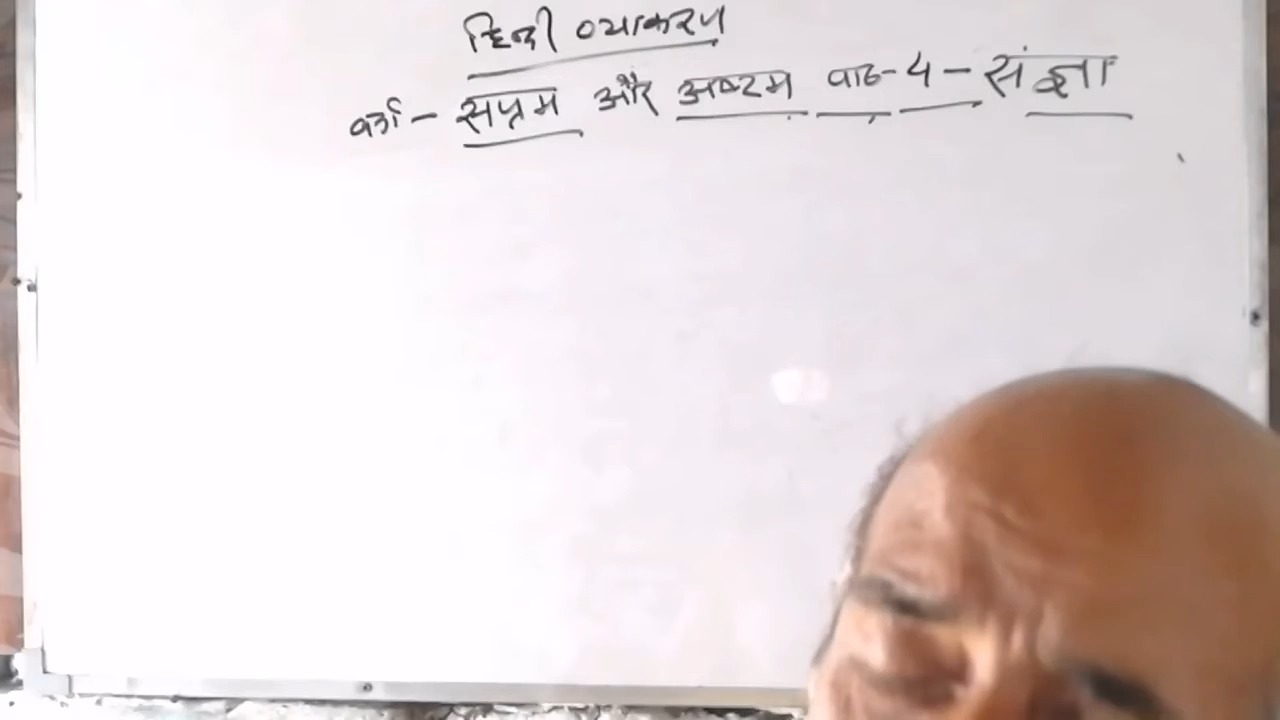 हिन्दी व्याकरण
वर्ग - सप्तम और अष्टम पाठ-4- संज्ञा